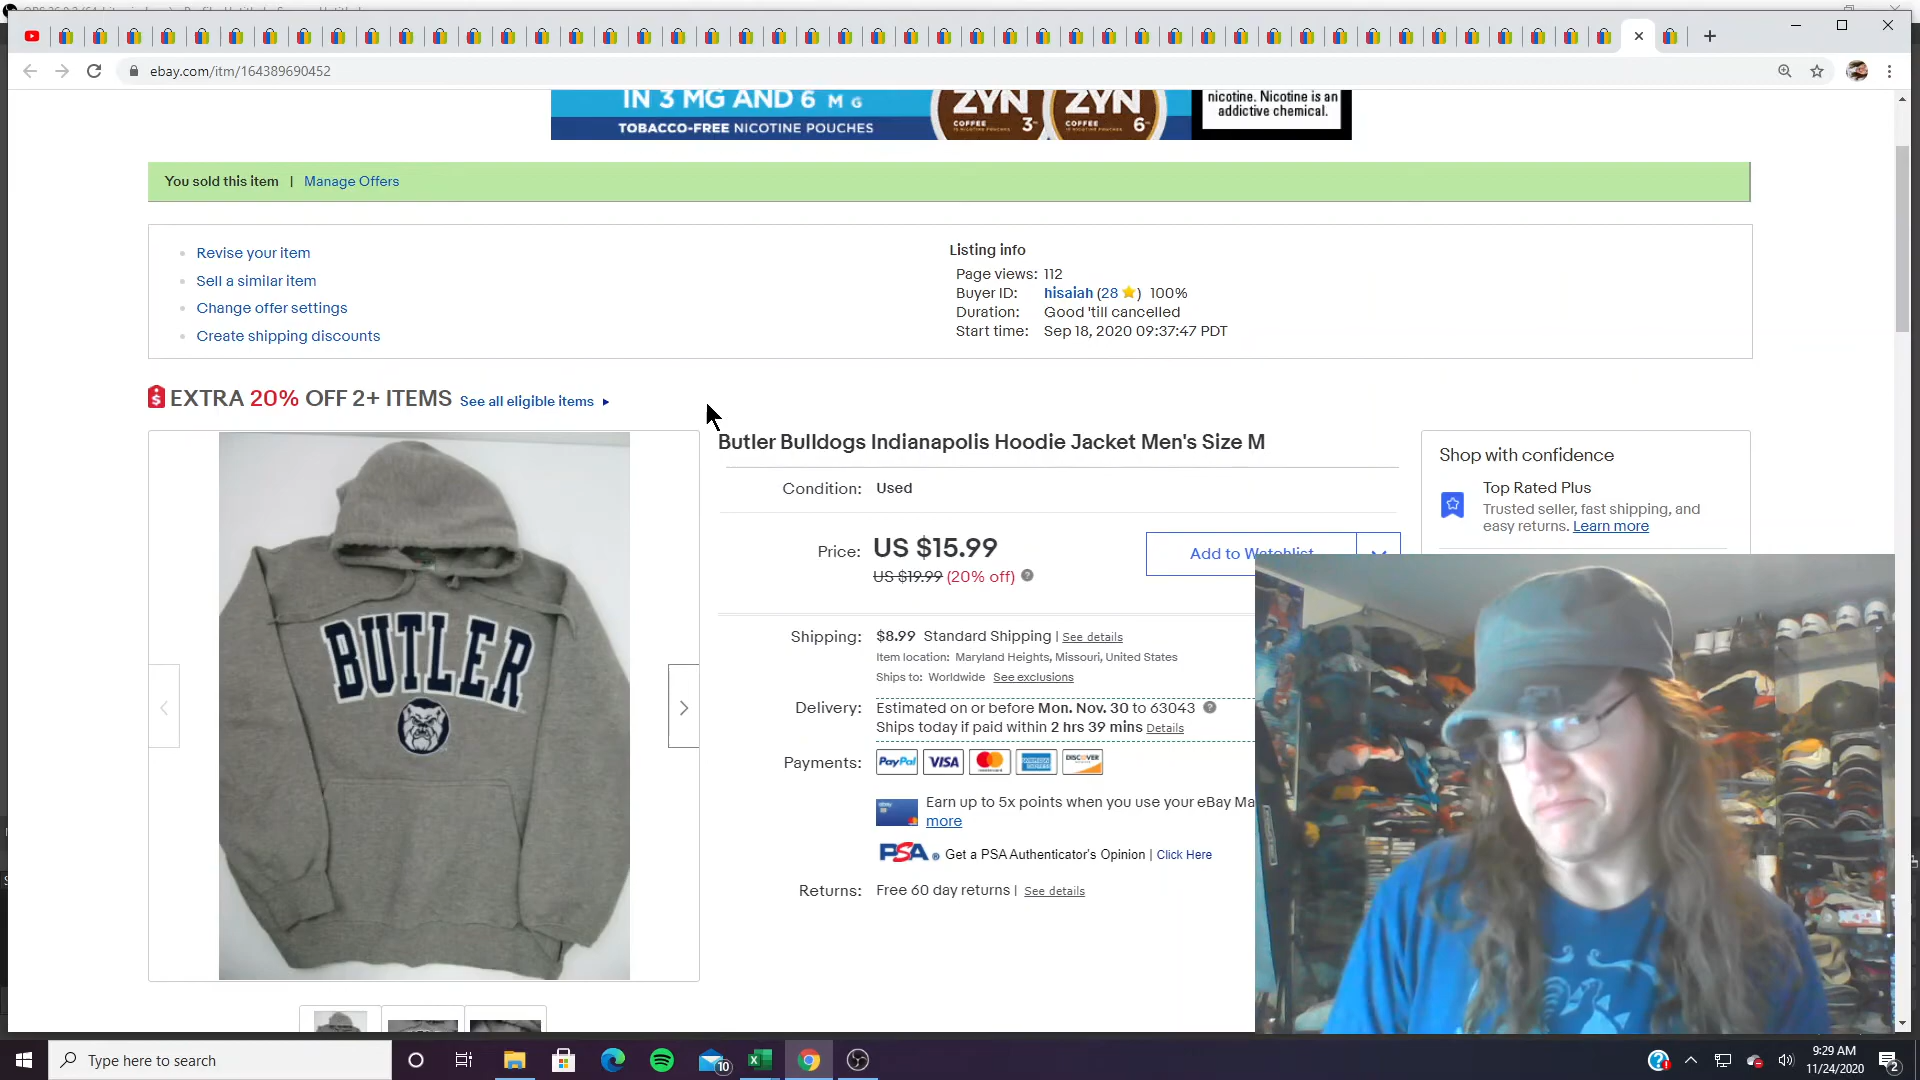 ebay.com/itm/164389690452
IN 3 MG AND 6 MG
TOBACCO-FREE NICOTINE POUCHES
ZYN
COFFEE
3
ZYN
COFFEE
6
nicotine. Nicotine is an
addictive chemical.
You sold this item | Manage Offers
Revise your item
Sell a similar item
Change offer settings
Create shipping discounts
Listing info
Page views: 112
Buyer ID: hisaiah (28) 100%
Duration: Good 'till cancelled
Start time: Sep 18, 2020 09:37:47 PDT
EXTRA 20% OFF 2+ ITEMS See all eligible items
BUTLER
Butler Bulldogs Indianapolis Hoodie Jacket Men's Size M
Condition: Used
Price: US $15.99
US $19.99 (20% off)
Add to Watchlist
Shipping: $8.99 Standard Shipping | See details
Item location: Maryland Heights, Missouri, United States
Ships to: Worldwide See exclusions
Delivery: Estimated on or before Mon. Nov. 30 to 63043
Ships today if paid within 2 hrs 39 mins Details
Payments: PayPal VISA DISCOVER
Earn up to 5x points when you use your eBay Ma
more
PSA Get a PSA Authenticator's Opinion | Click Here
Returns: Free 60 day returns | See details
Shop with confidence
Top Rated Plus
Trusted seller, fast shipping, and
easy returns. Learn more
Type here to search
10
9:29 AM
11/24/2020
2